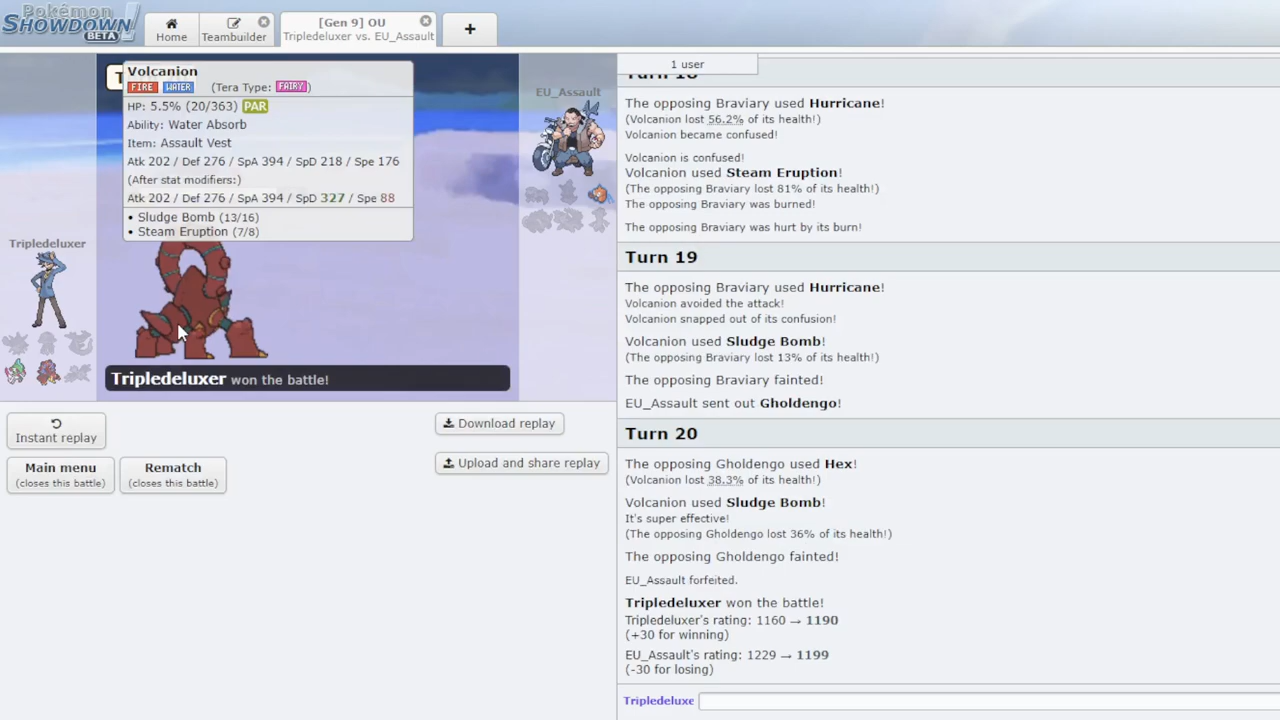 Pokémon
SHOWDOWN!
BETA
Home
Teambuilder
[Gen 9] OU
Tripledeluxer vs. EU_Assault
+
Volcanion
FIRE WATER (Tera Type: FAIRY)
HP: 5.5% (20/363) PAR
Ability: Water Absorb
Item: Assault Vest
Atk 202 / Def 276 / SpA 394 / SpD 218 / Spe 176
(After stat modifiers:)
Atk 202 / Def 276 / SpA 394 / SpD 327 / Spe 88
• Sludge Bomb (13/16)
• Steam Eruption (7/8)
EU_Assault
Tripledeluxer
Tripledeluxer won the battle!
Instant replay
Download replay
Upload and share replay
Main menu
(closes this battle)
Rematch
(closes this battle)
1 user
Turn 18
The opposing Braviary used Hurricane!
(Volcanion lost 56.2% of its health!)
Volcanion became confused!
Volcanion is confused!
Volcanion used Steam Eruption!
(The opposing Braviary lost 81% of its health!)
The opposing Braviary was burned!
The opposing Braviary was hurt by its burn!
Turn 19
The opposing Braviary used Hurricane!
Volcanion avoided the attack!
Volcanion snapped out of its confusion!
Volcanion used Sludge Bomb!
(The opposing Braviary lost 13% of its health!)
The opposing Braviary fainted!
EU_Assault sent out Gholdengo!
Turn 20
The opposing Gholdengo used Hex!
(Volcanion lost 38.3% of its health!)
Volcanion used Sludge Bomb!
It's super effective!
(The opposing Gholdengo lost 36% of its health!)
The opposing Gholdengo fainted!
EU_Assault forfeited.
Tripledeluxer won the battle!
Tripledeluxer's rating: 1160 → 1190
(+30 for winning)
EU_Assault's rating: 1229 → 1199
(-30 for losing)
Tripledeluxe